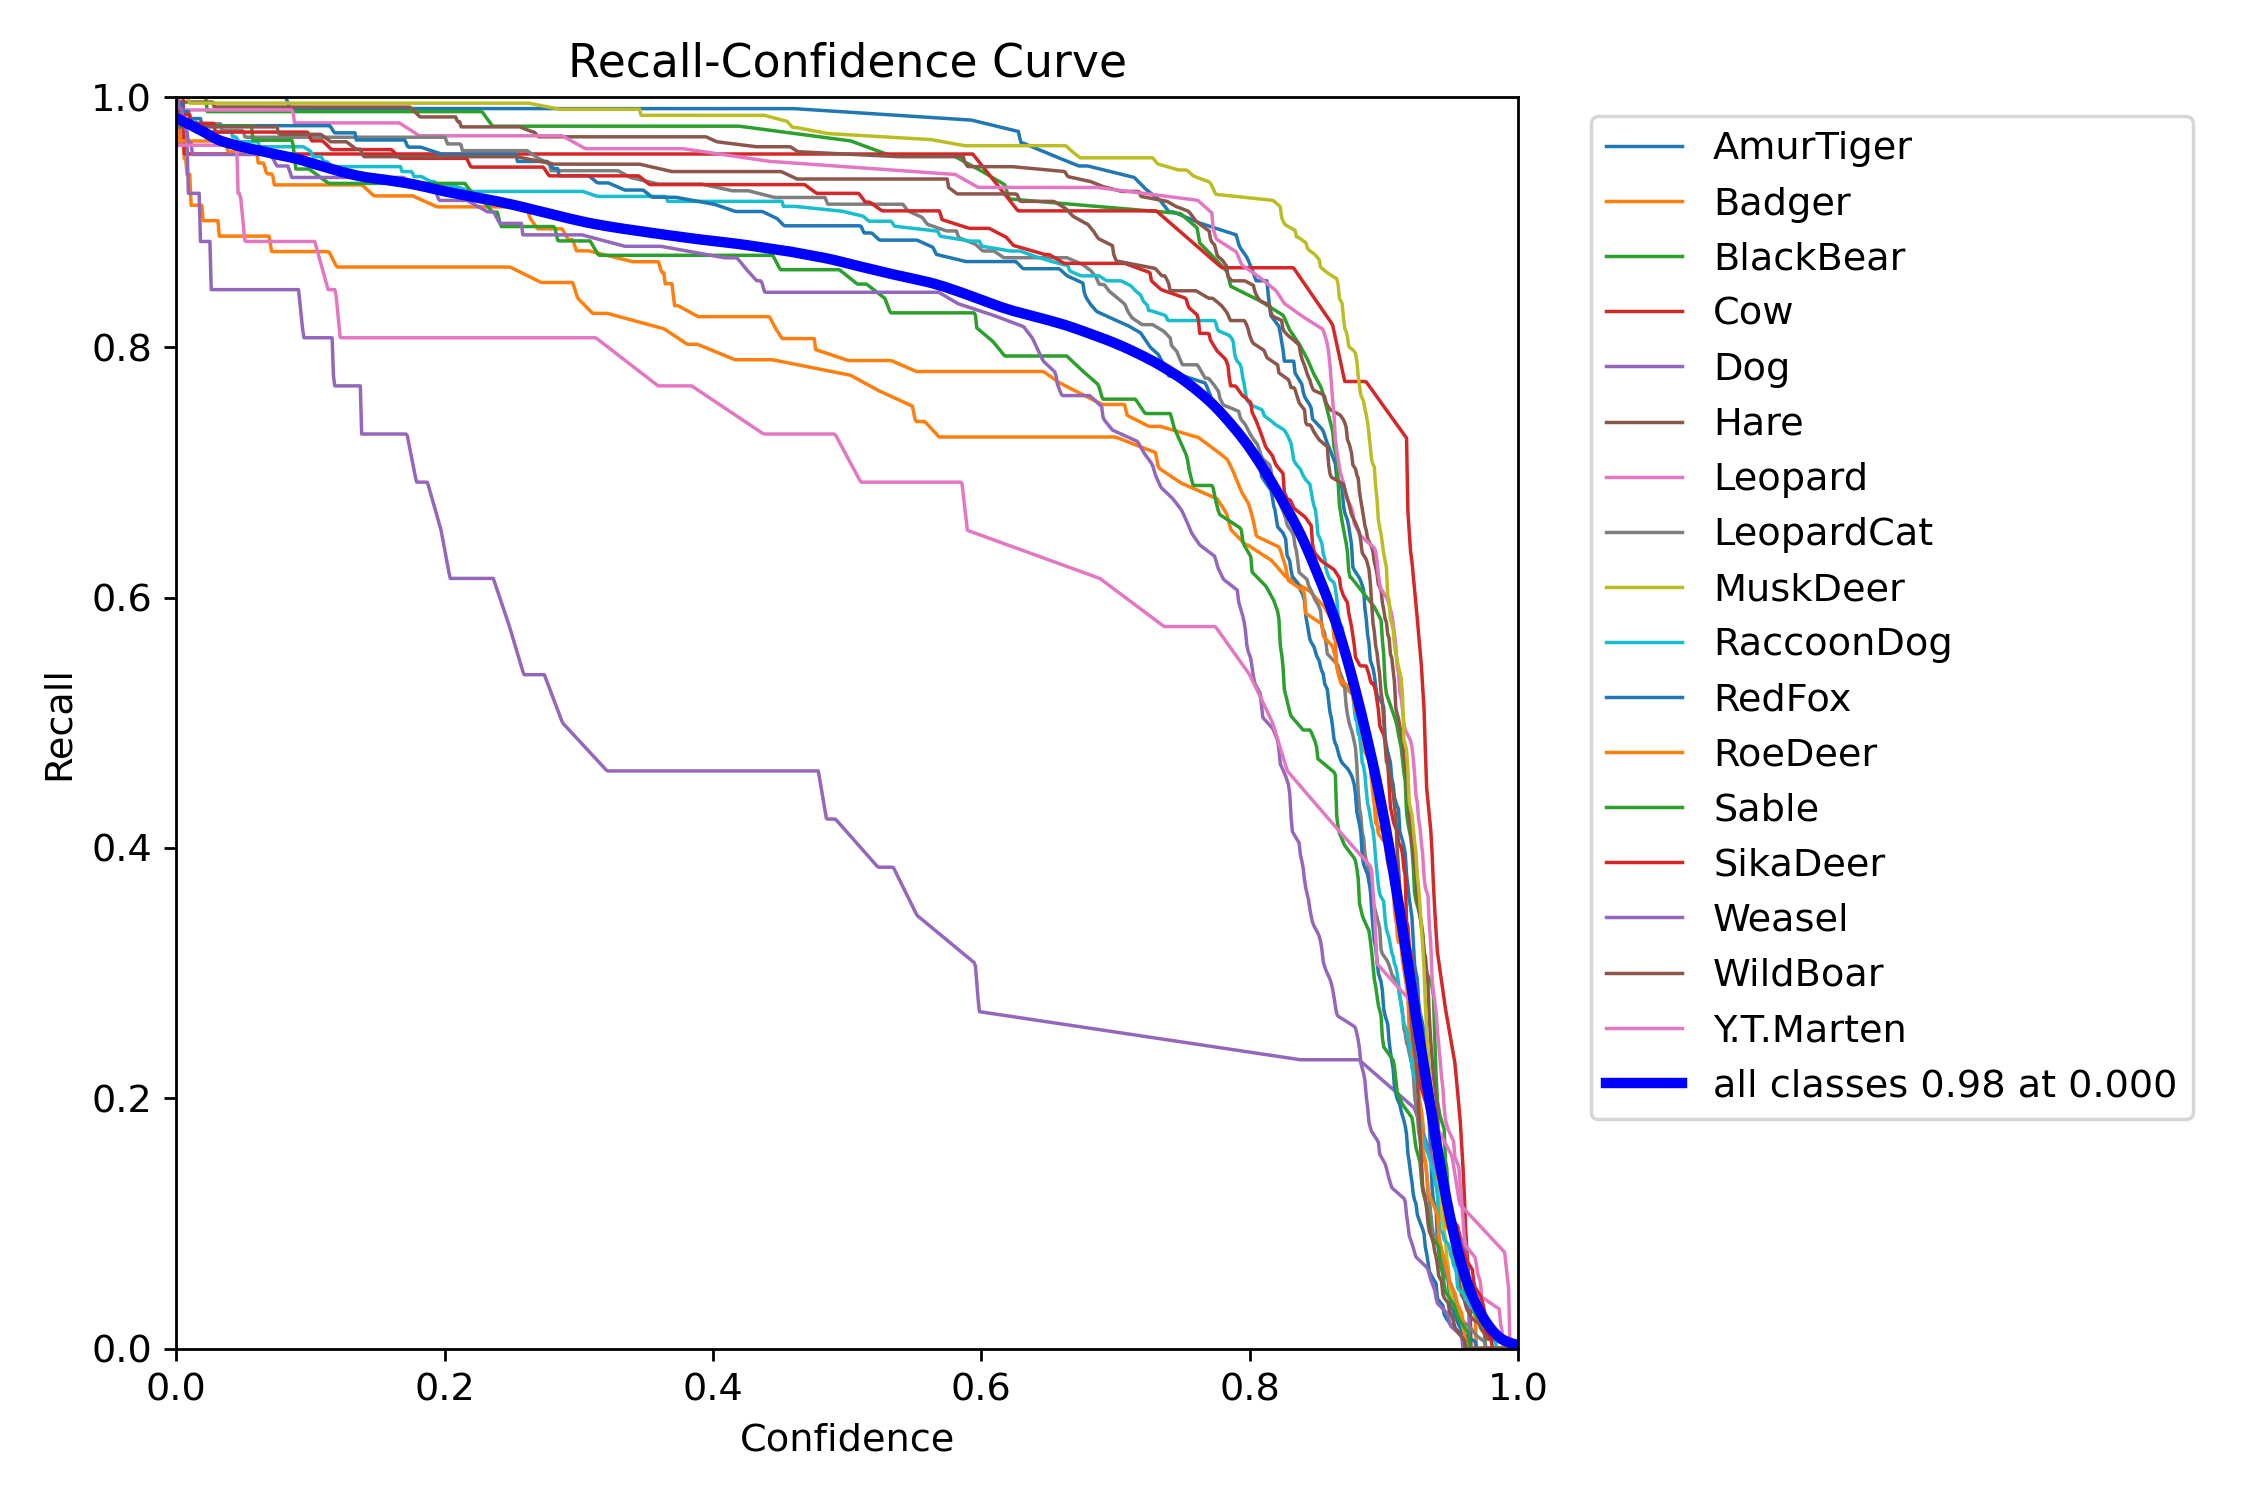 Recall-Confidence Curve
1.0
0.8
0.6
0.4
0.2
0.0
Recall
0.0 0.2 0.4 0.6 0.8 1.0
Confidence
AmurTiger
Badger
BlackBear
Cow
Dog
Hare
Leopard
LeopardCat
MuskDeer
RaccoonDog
RedFox
RoeDeer
Sable
SikaDeer
Weasel
WildBoar
Y.T.Marten
all classes 0.98 at 0.000